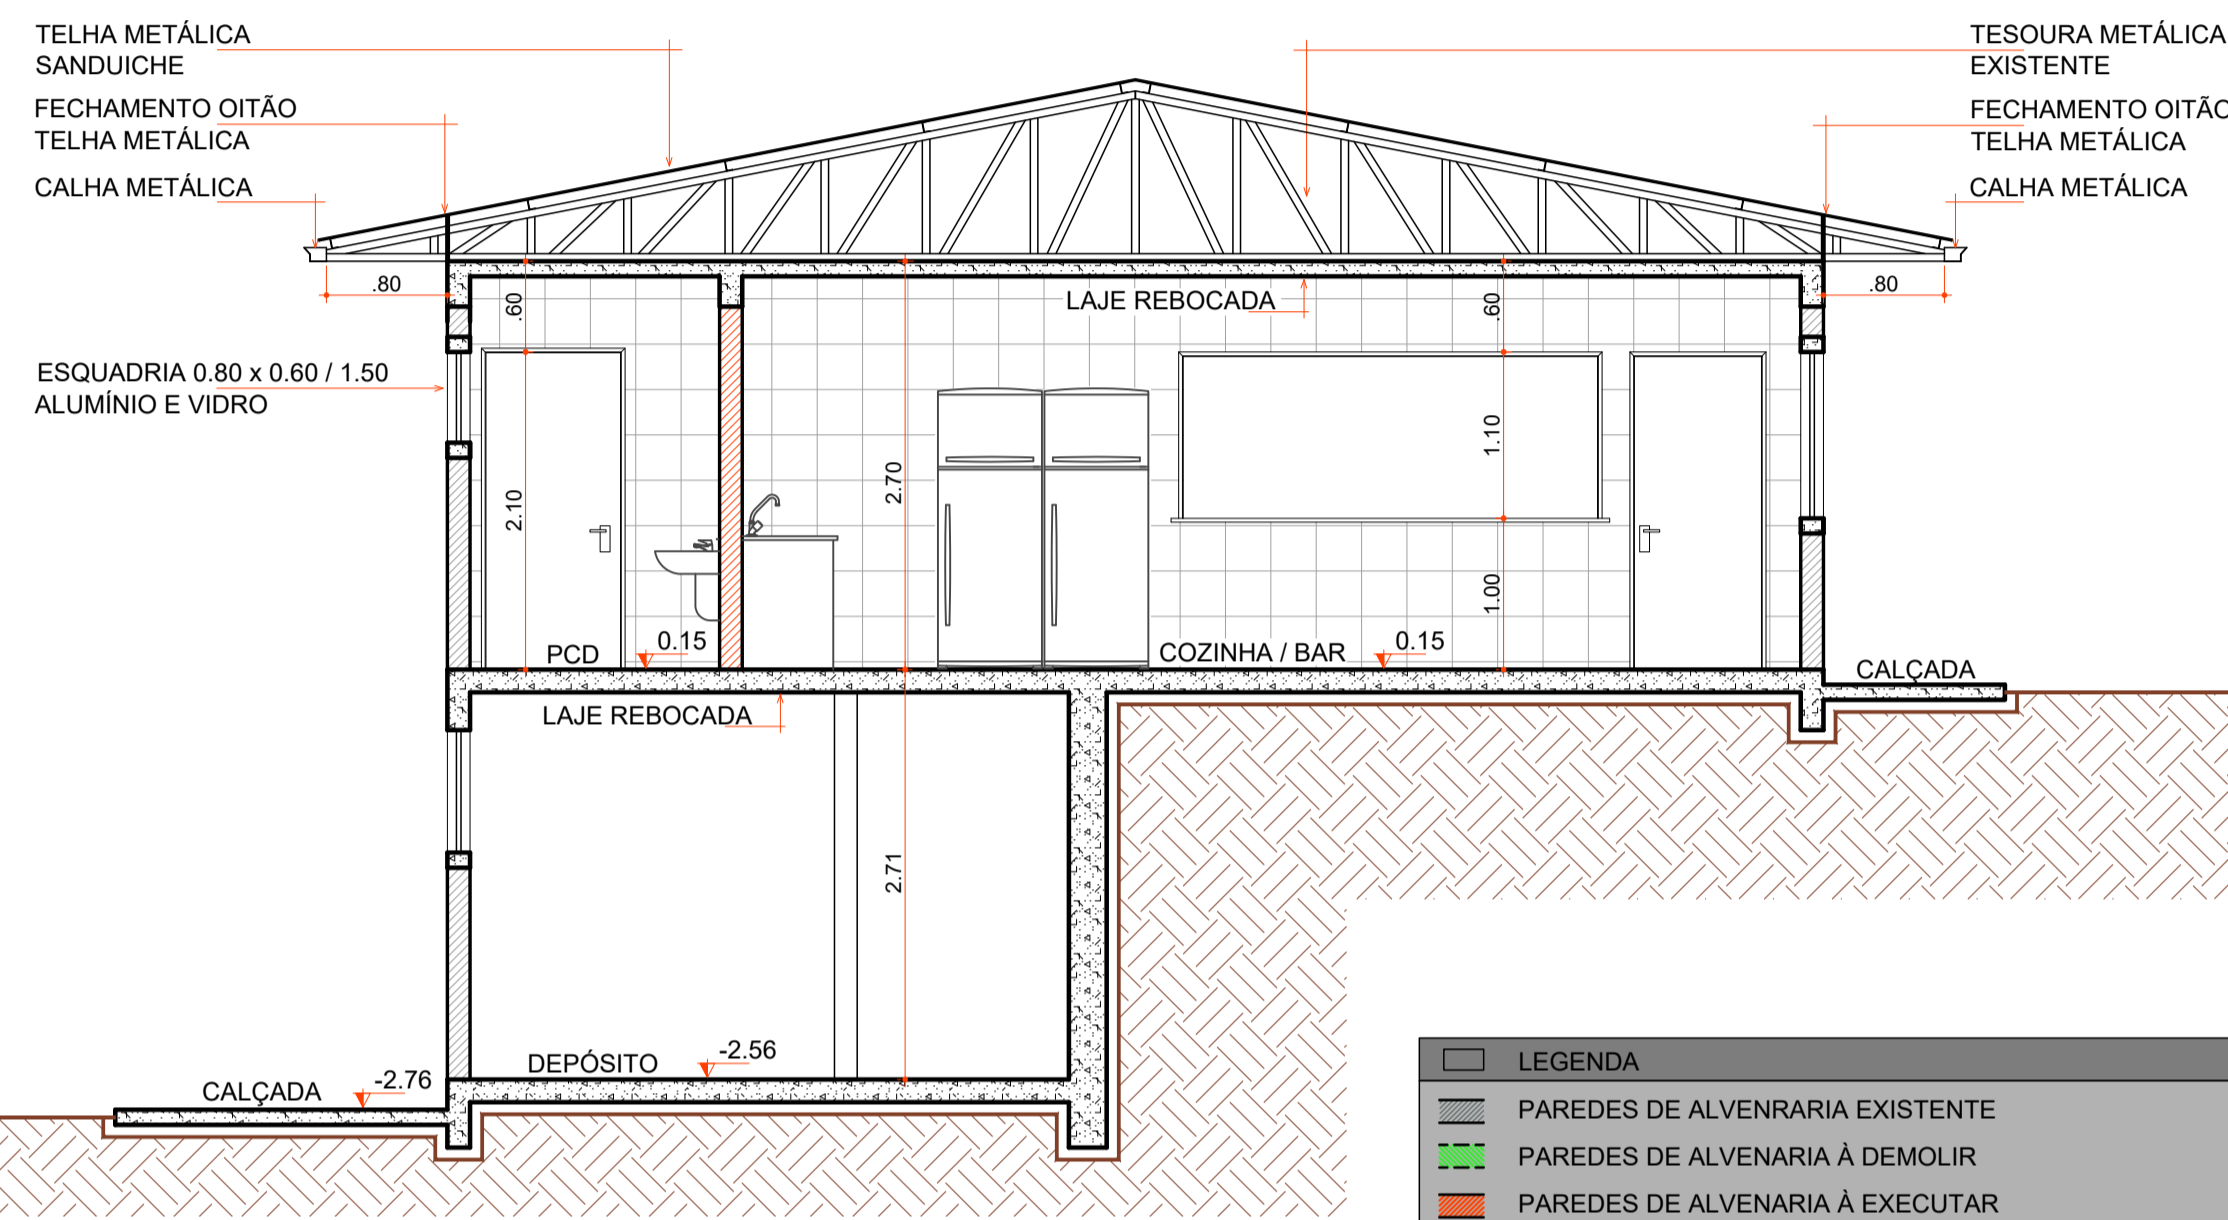 TELHA METÁLICA
SANDUICHE
FECHAMENTO OITÃO
TELHA METÁLICA
CALHA METÁLICA
TESOURA METÁLICA
EXISTENTE
FECHAMENTO OITÃO
TELHA METÁLICA
CALHA METÁLICA
.80
.60
LAJE REBOCADA
.60
.80
ESQUADRIA 0.80 x 0.60 / 1.50
ALUMÍNIO E VIDRO
2.10
2.70
1.10
1.00
PCD
0.15
COZINHA / BAR
0.15
CALÇADA
LAJE REBOCADA
2.71
DEPÓSITO
-2.56
CALÇADA
-2.76
LEGENDA
PAREDES DE ALVENRARIA EXISTENTE
PAREDES DE ALVENARIA À DEMOLIR
PAREDES DE ALVENARIA À EXECUTAR